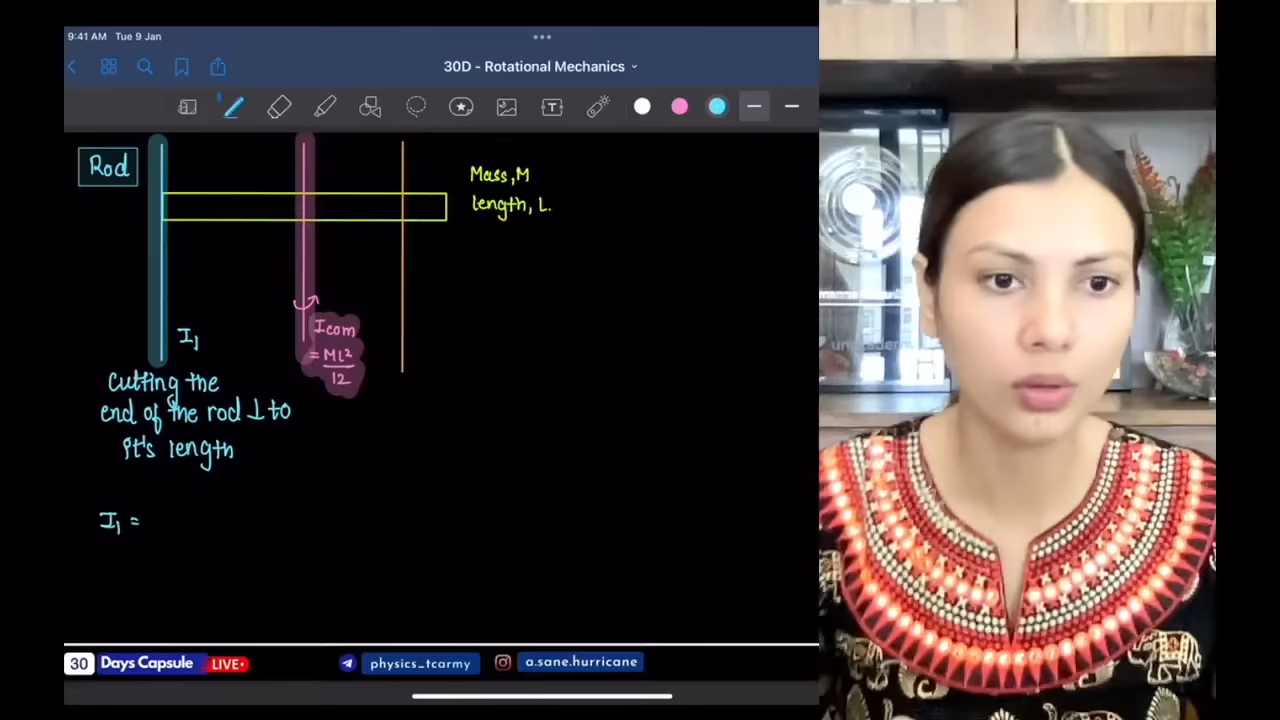 9:41 AM Tue 9 Jan
30D - Rotational Mechanics
Rod
Mass, M
length, L.
I₁
Icom
= ML²
12
Cutting the
end of the rod ⊥ to
it's length
I₁ =
30 Days Capsule LIVE
physics_tcarmy
a.sane.hurricane